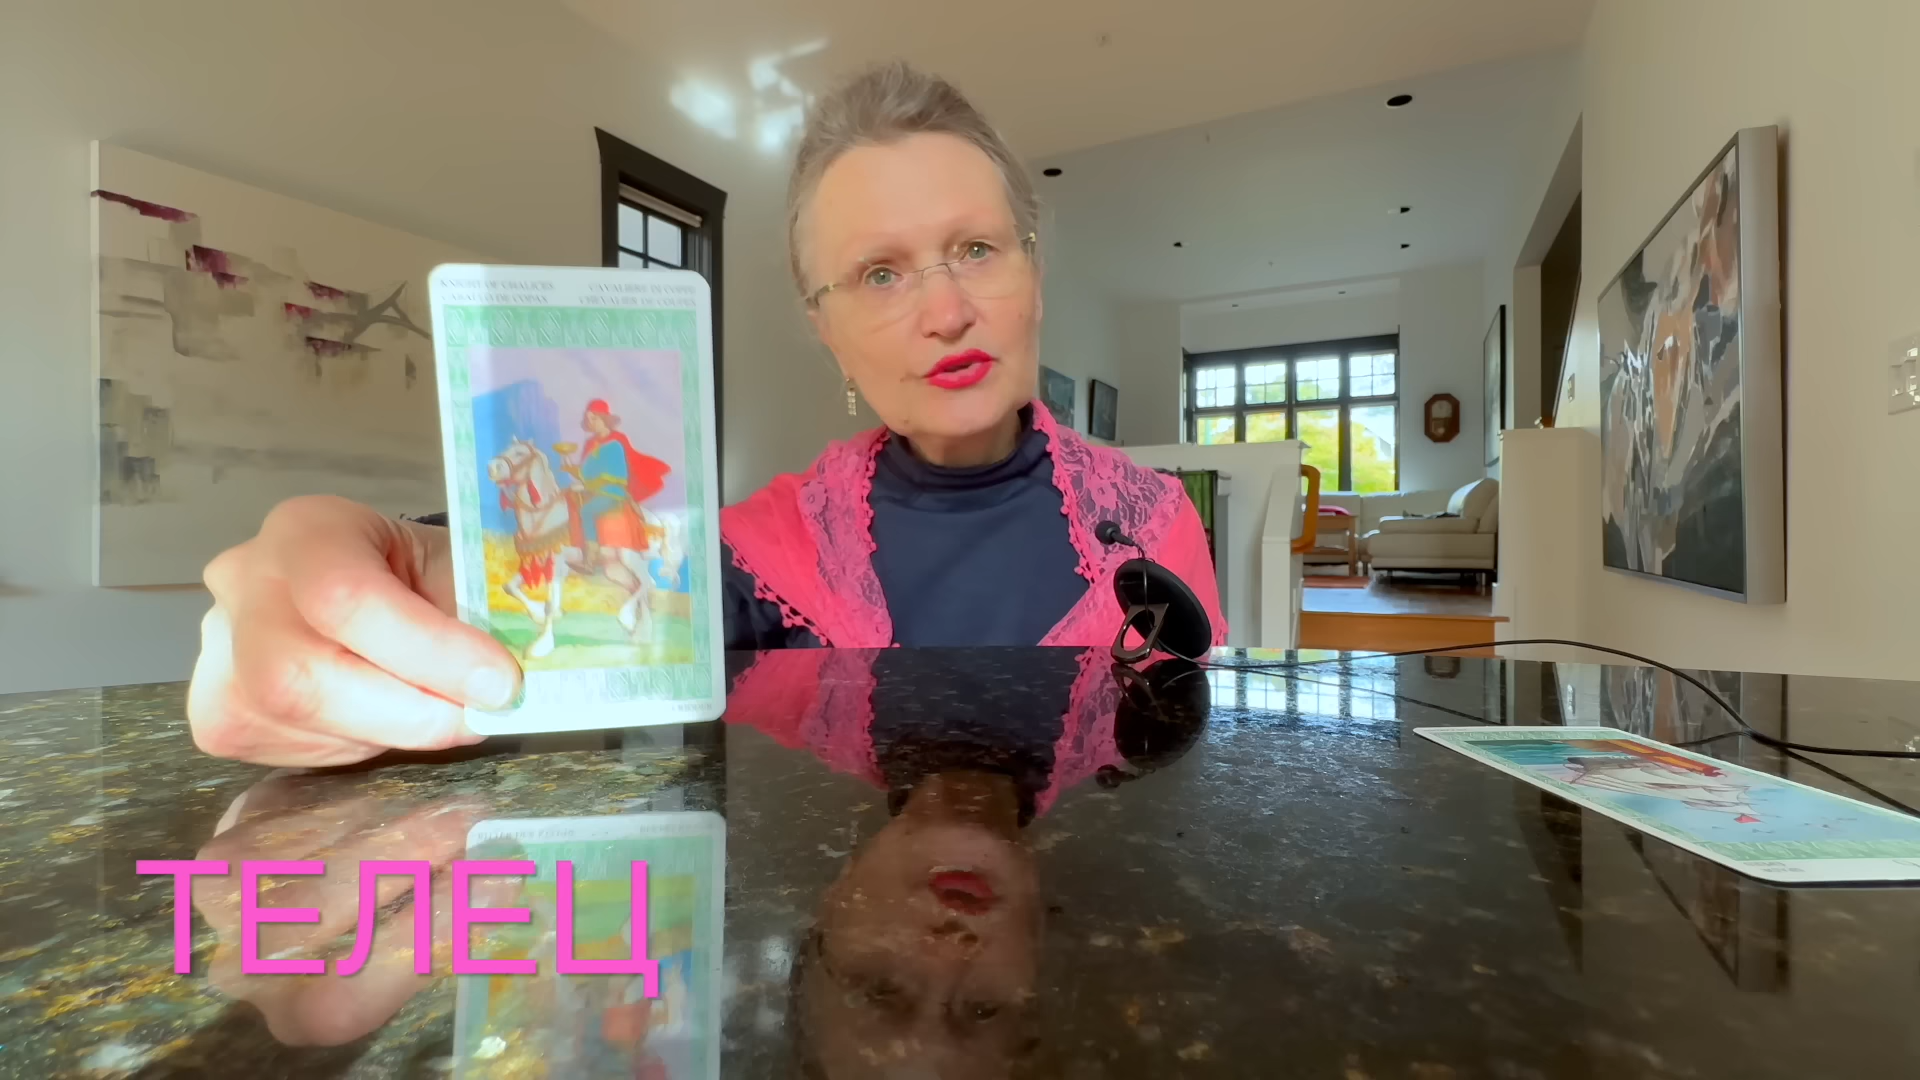 KNIGHT OF CHALICES CAVALIERE DI COPPE
CABALLO DE COPAS CHEVALIER DE COUPES
ТЕЛЕЦ